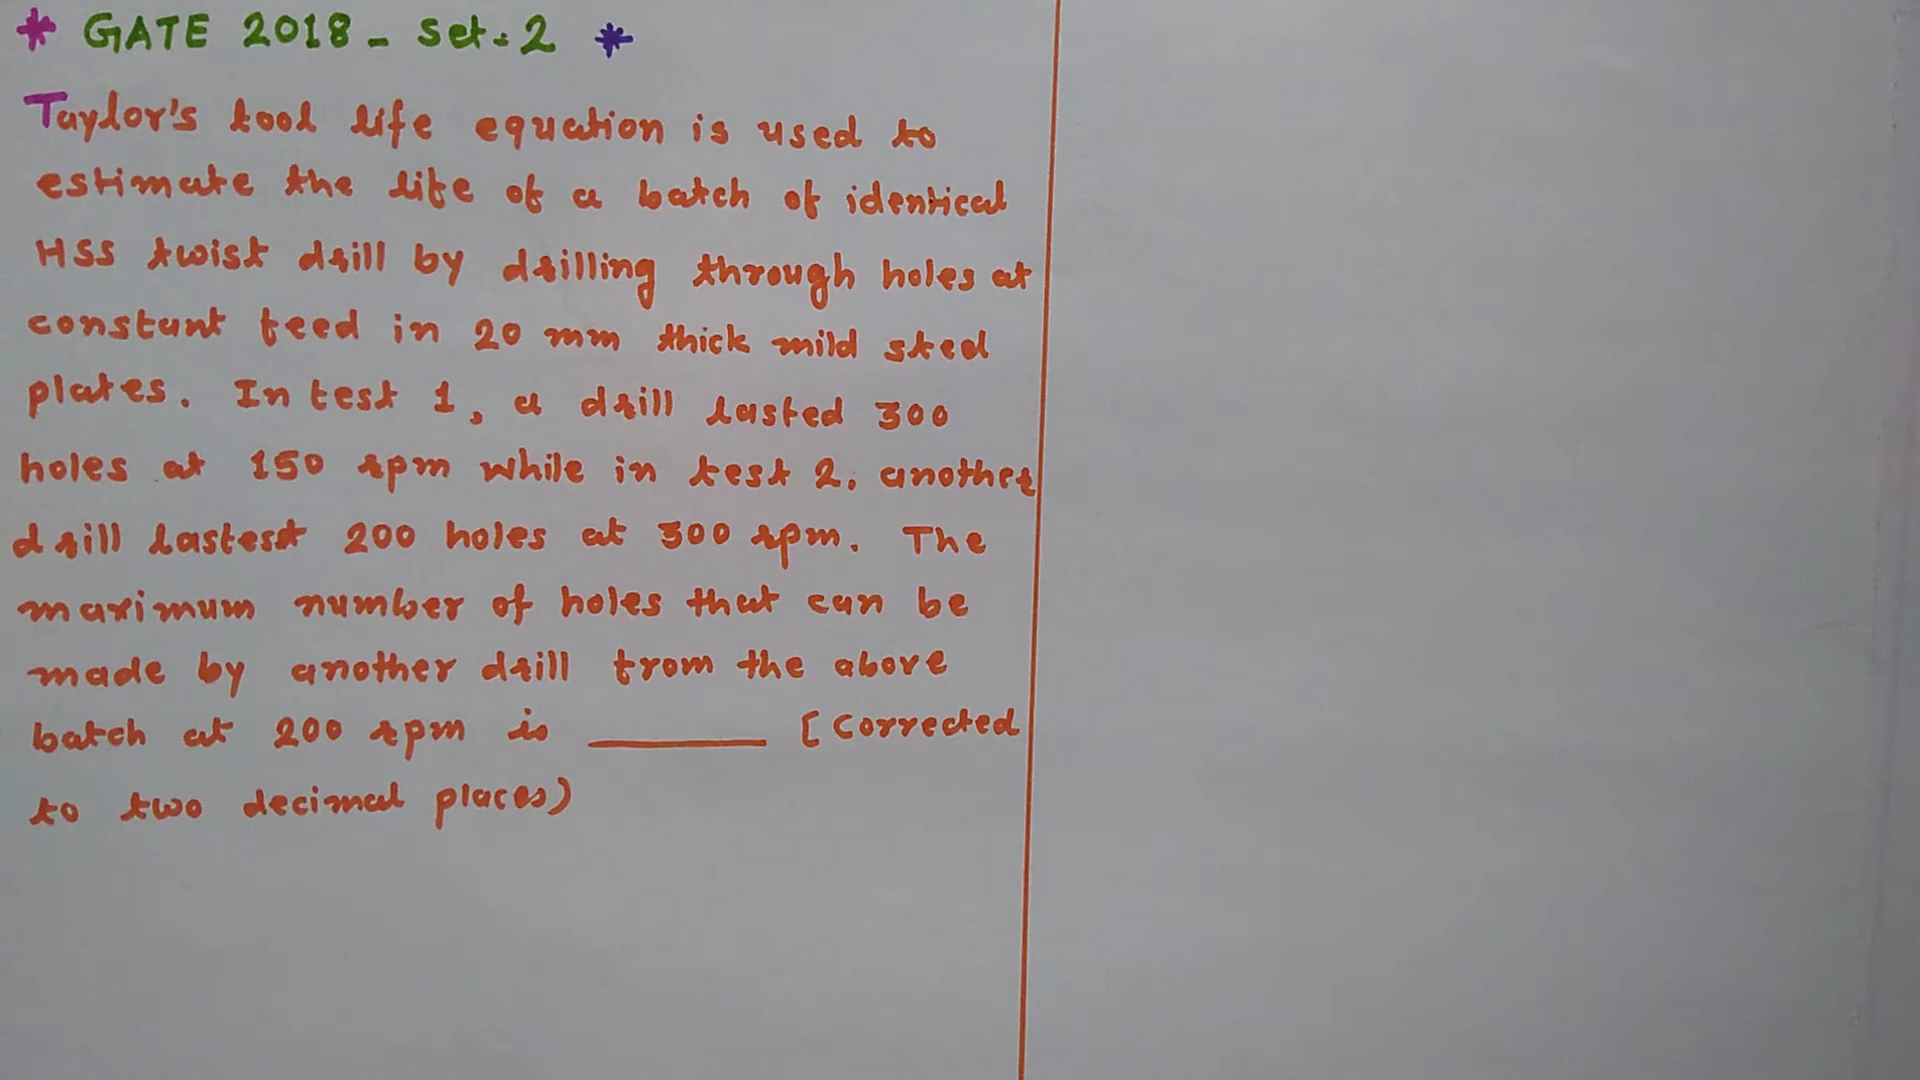 * GATE 2018 - Set-2 *
Taylor's tool life equation is used to
estimate the life of a batch of identical
HSS twist drill by drilling through holes at
constant feed in 20 mm thick mild steel
plates. In test 1, a drill lasted 300
holes at 150 rpm while in test 2, another
drill lastest 200 holes at 300 rpm. The
maximum number of holes that can be
made by another drill from the above
batch at 200 rpm is ______ [Corrected
to two decimal places)